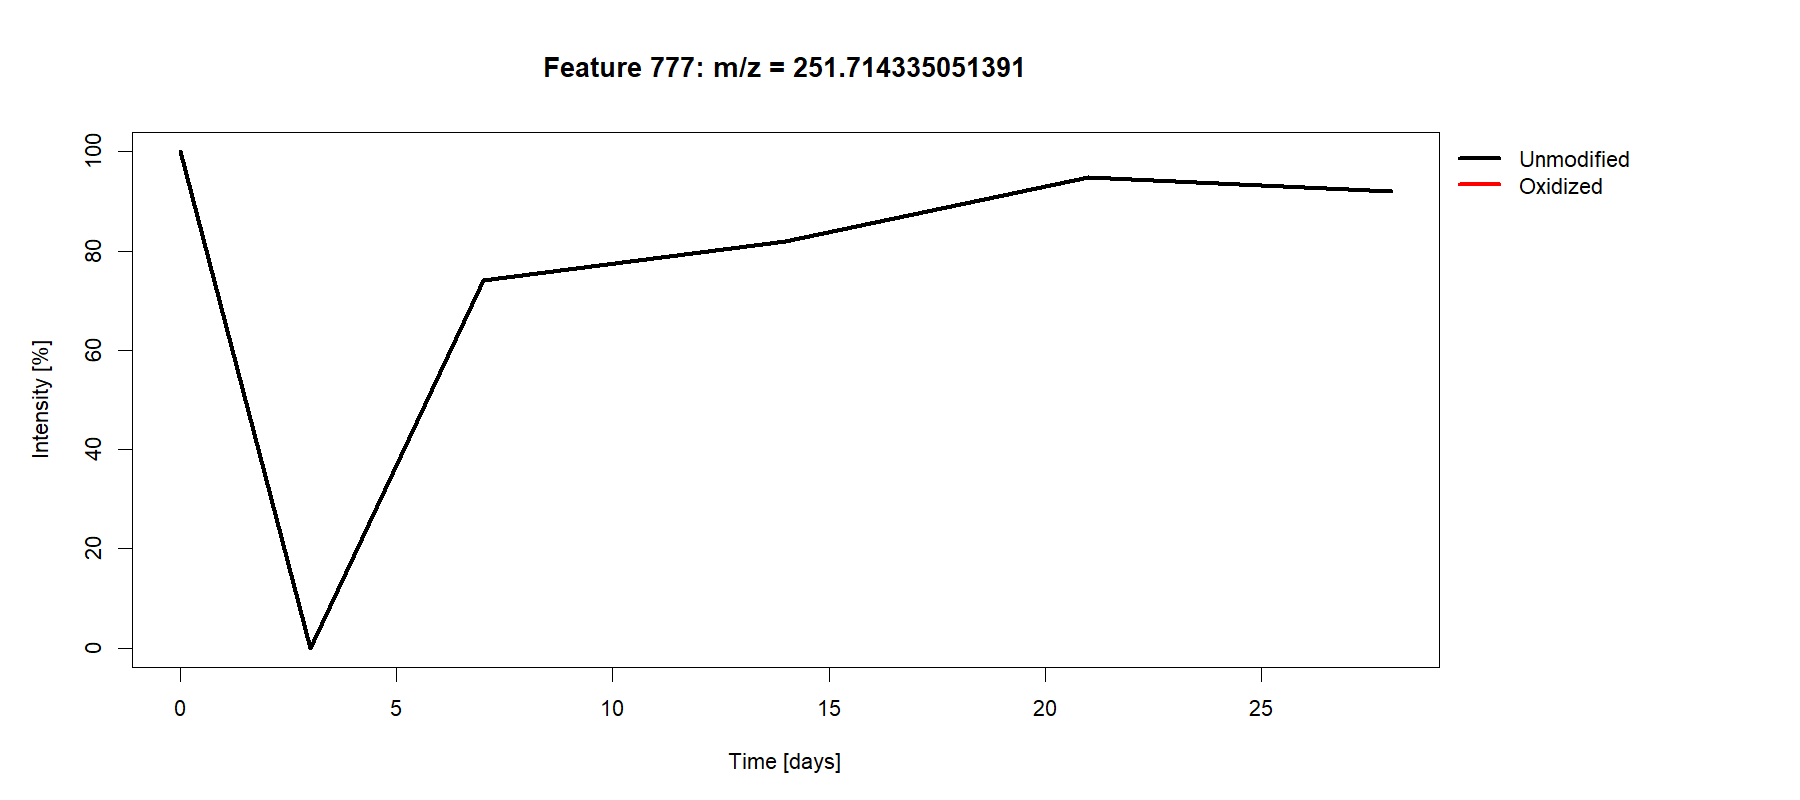 Feature 777: m/z = 251.714335051391
Unmodified
Oxidized
Intensity [%]
100
80
60
40
20
0
0 5 10 15 20 25
Time [days]